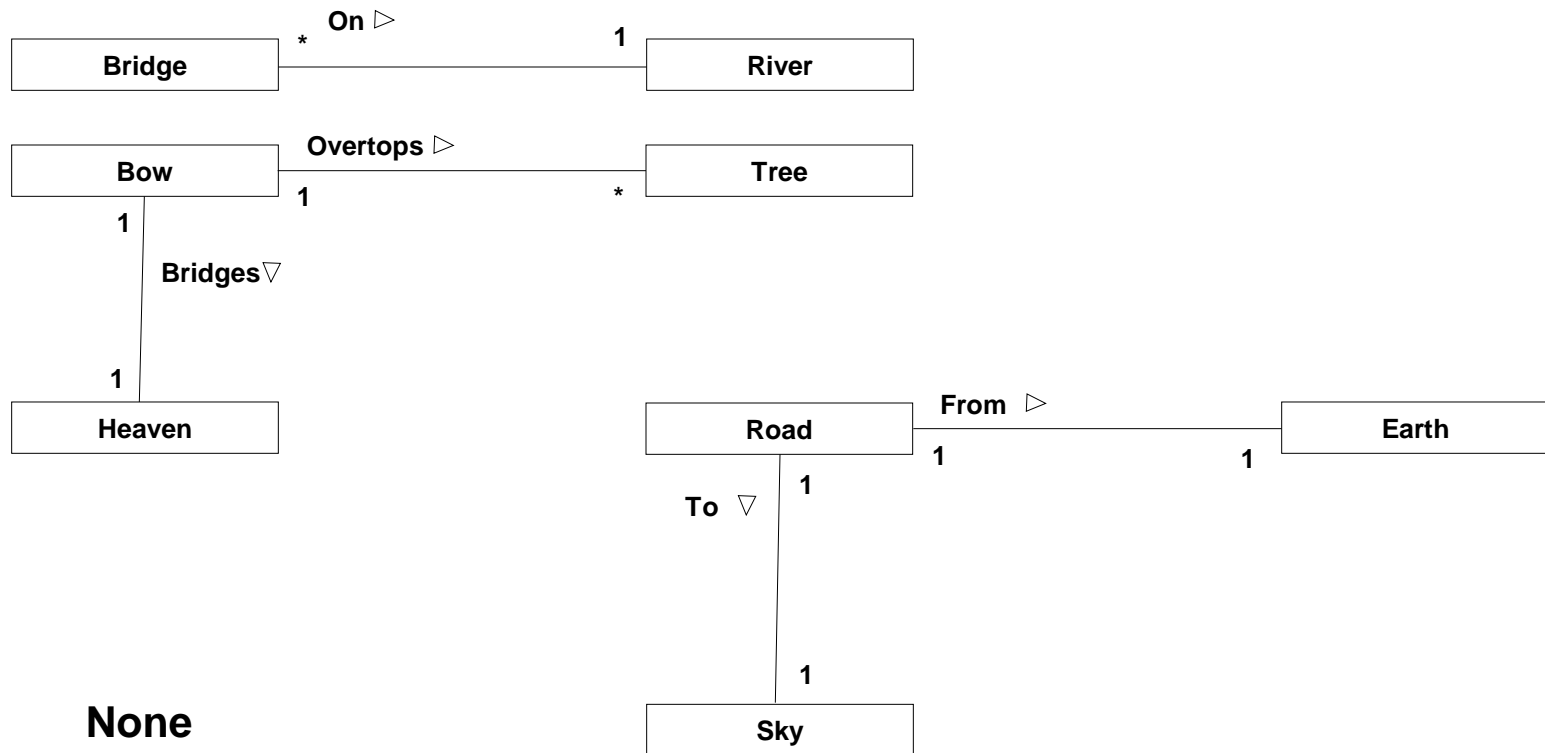 On
* 1
Bridge River
Overtops
Bow Tree
1 *
1
Bridges
1
Heaven Road From Earth
1 1
1
To
1
None
Sky